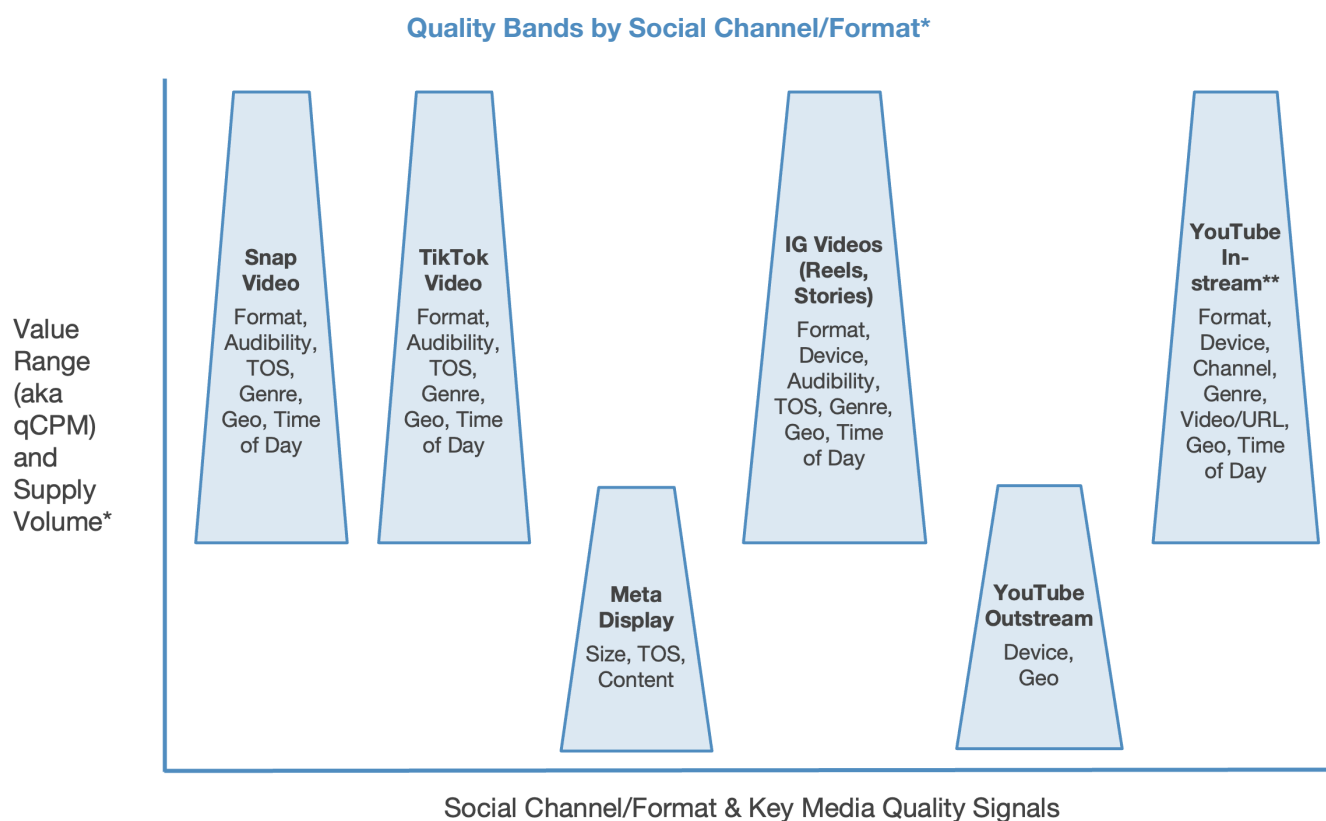 Quality Bands by Social Channel/Format*
Value
Range
(aka
qCPM)
and
Supply
Volume*
Snap
Video
Format,
Audibility,
TOS,
Genre,
Geo, Time
of Day
TikTok
Video
Format,
Audibility,
TOS,
Genre,
Geo, Time
of Day
Meta
Display
Size, TOS,
Content
IG Videos
(Reels,
Stories)
Format,
Device,
Audibility,
TOS, Genre,
Geo, Time
of Day
YouTube
Outstream
Device,
Geo
YouTube
In-
stream**
Format,
Device,
Channel,
Genre,
Video/URL,
Geo, Time
of Day
Social Channel/Format & Key Media Quality Signals